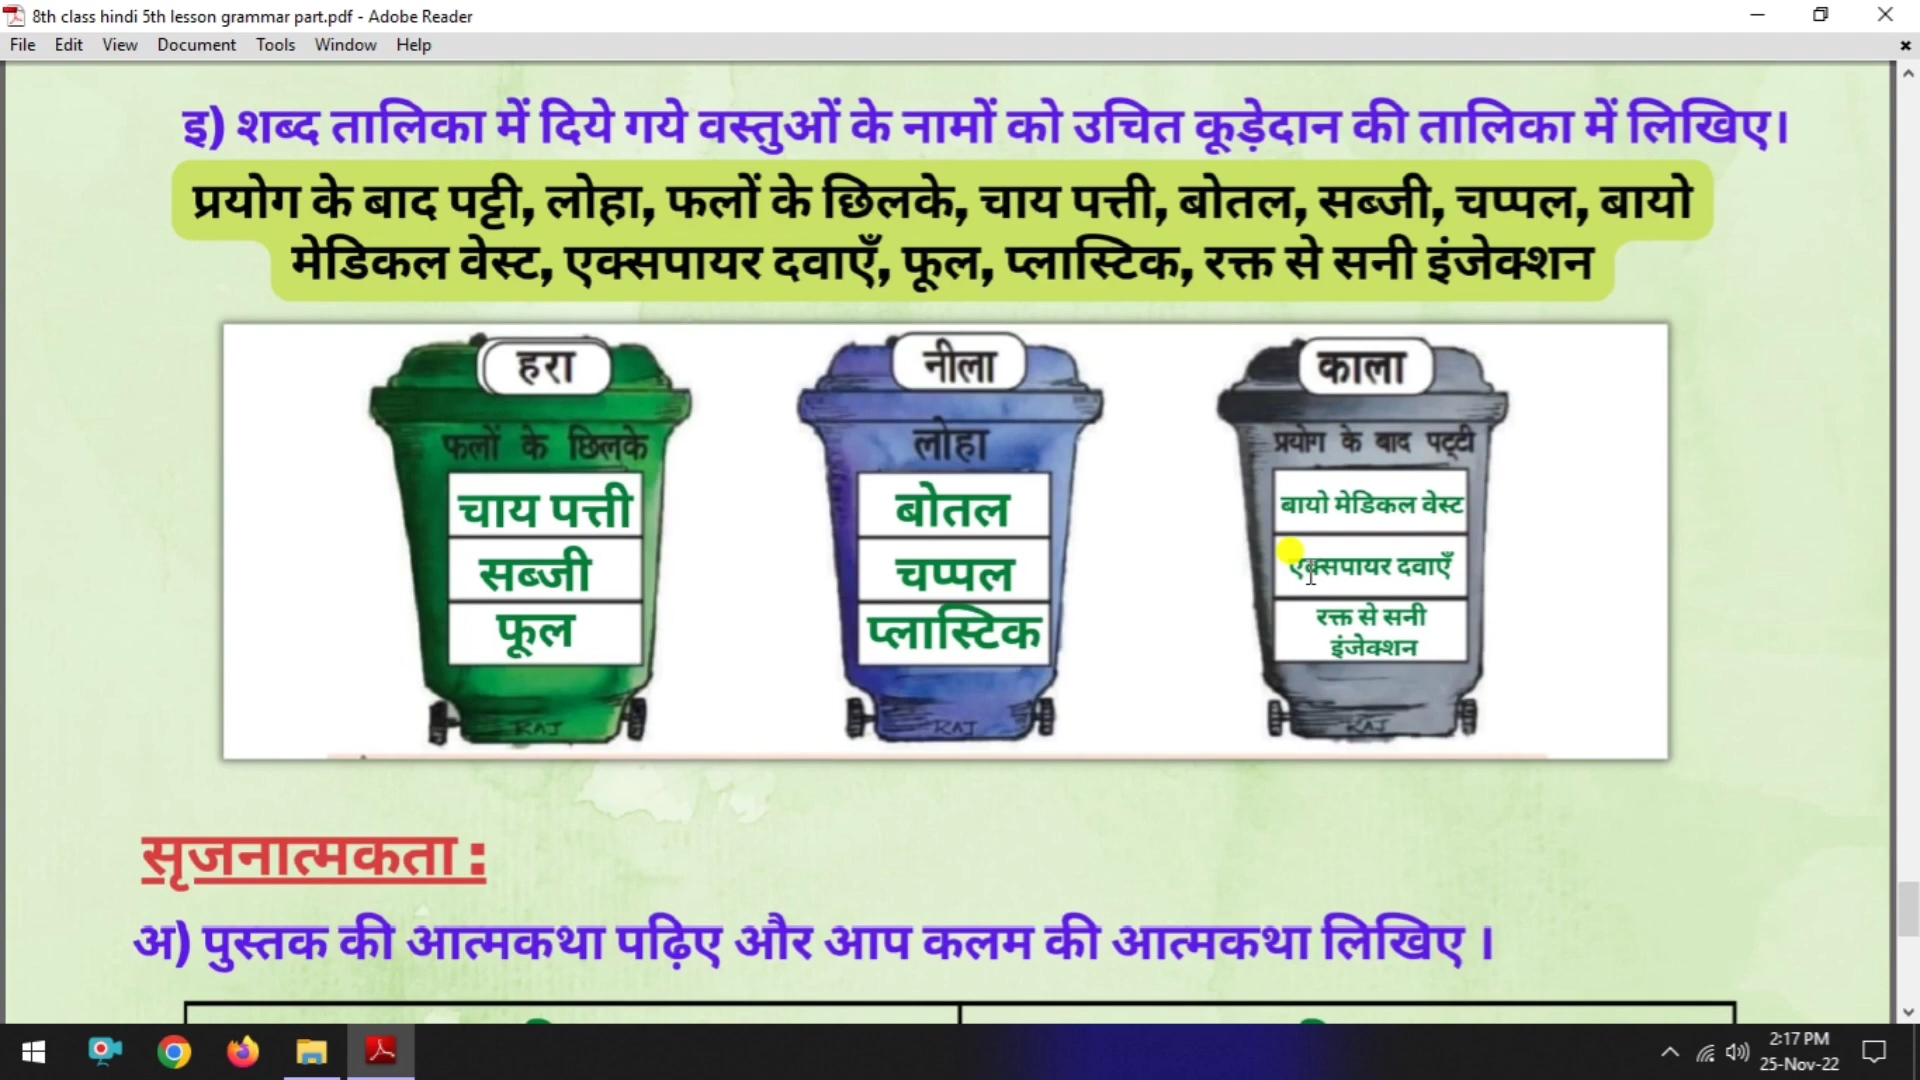 8th class hindi 5th lesson grammar part.pdf - Adobe Reader
File Edit View Document Tools Window Help
इ) शब्द तालिका में दिये गये वस्तुओं के नामों को उचित कूड़ेदान की तालिका में लिखिए।
प्रयोग के बाद पट्टी, लोहा, फलों के छिलके, चाय पत्ती, बोतल, सब्जी, चप्पल, बायो
मेडिकल वेस्ट, एक्सपायर दवाएँ, फूल, प्लास्टिक, रक्त से सनी इंजेक्शन
हरा
फलों के छिलके
चाय पत्ती
सब्जी
फूल
RAJ
नीला
लोहा
बोतल
चप्पल
प्लास्टिक
RAJ
काला
प्रयोग के बाद पट्टी
बायो मेडिकल वेस्ट
एक्सपायर दवाएँ
रक्त से सनी
इंजेक्शन
RAJ
सृजनात्मकता :
अ) पुस्तक की आत्मकथा पढ़िए और आप कलम की आत्मकथा लिखिए ।
2:17 PM
25-Nov-22